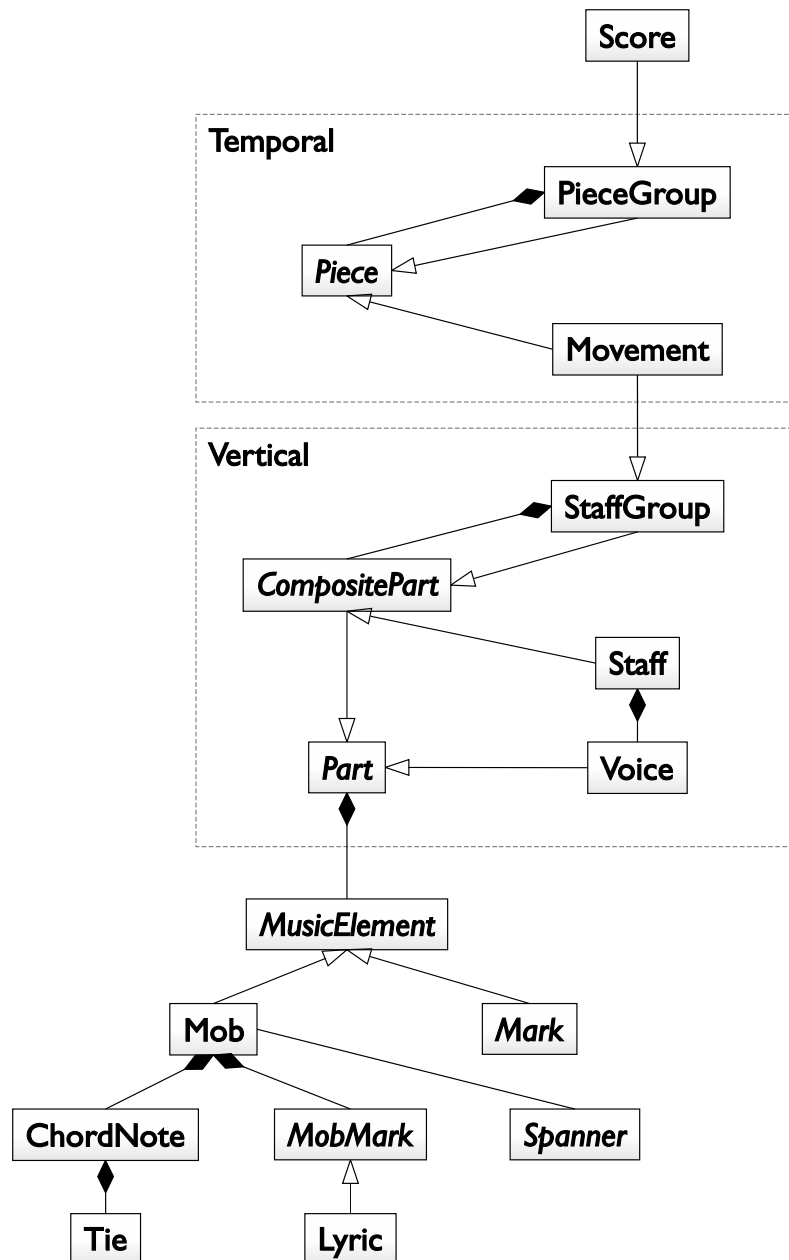 Score
Temporal
PieceGroup
Piece
Movement
Vertical
StaffGroup
CompositePart
Staff
Part
Voice
MusicElement
Mob
Mark
ChordNote
MobMark
Spanner
Tie
Lyric